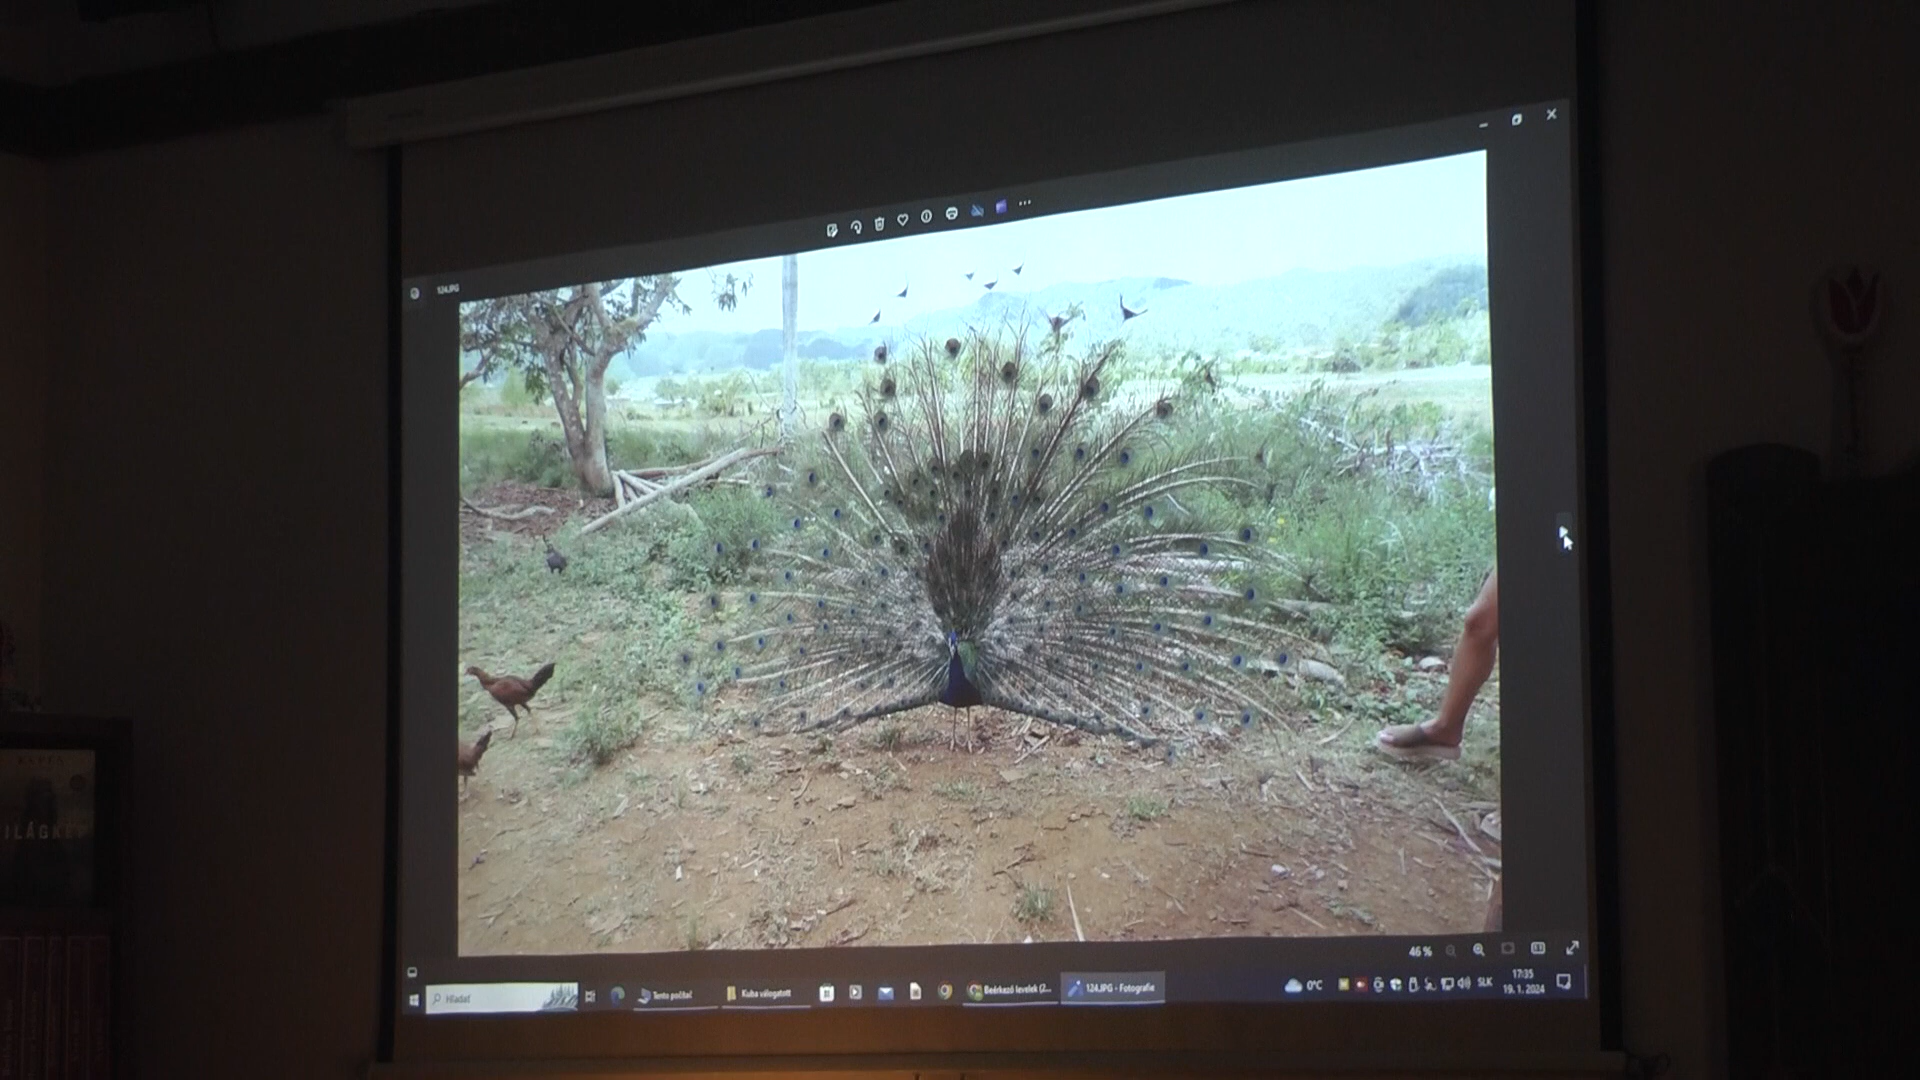 124.JPG
46 %
Hľadať
Tento počítač
Kuba válogatott
Beérkező levelek (2...
124.JPG - Fotografie
0°C
SLK
17:35
19. 1. 2024